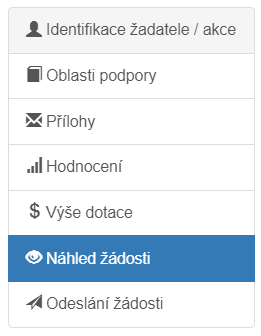 Identifikace žadatele / akce
Oblasti podpory
Přílohy
Hodnocení
$ Výše dotace
Náhled žádosti
Odeslání žádosti